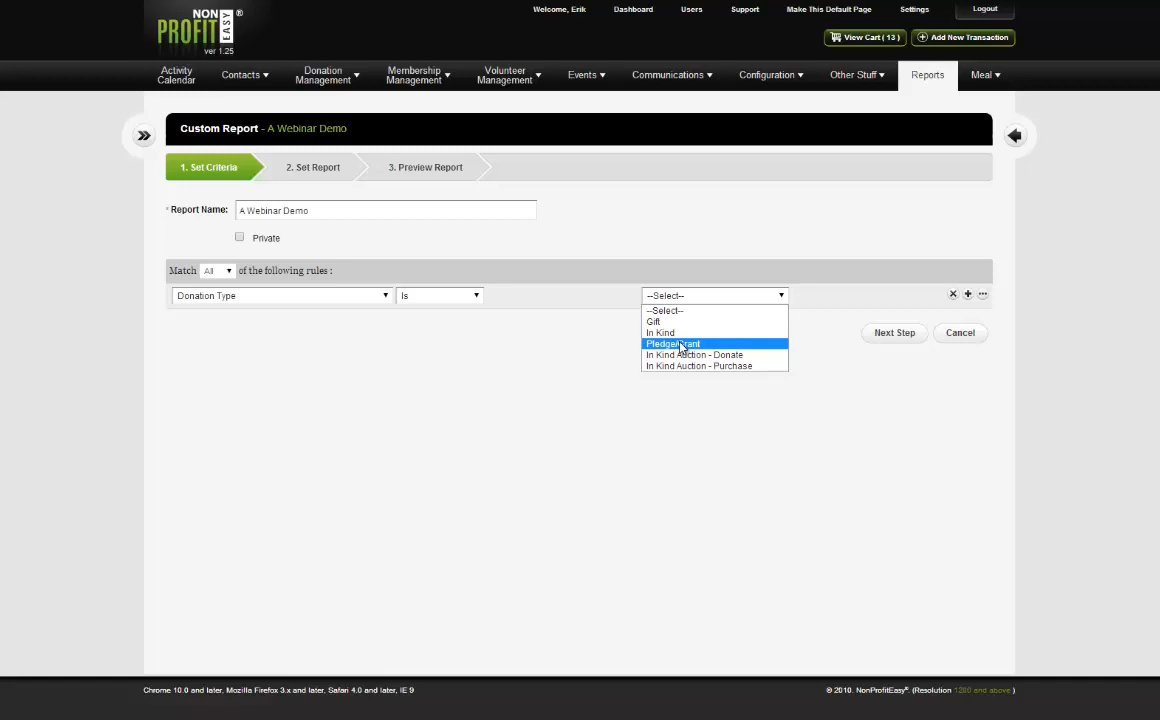 NON
PROFIT EASY ®
ver 1.25
Welcome, Erik Dashboard Users Support Make This Default Page Settings Logout
View Cart ( 13 ) Add New Transaction
Activity Calendar Contacts Donation Management Membership Management Volunteer Management Events Communications Configuration Other Stuff Reports Meal
Custom Report - A Webinar Demo
1. Set Criteria 2. Set Report 3. Preview Report
* Report Name: A Webinar Demo
Private
Match All of the following rules :
Donation Type Is --Select--
--Select--
Gift
In Kind
Pledge/Grant
In Kind Auction - Donate
In Kind Auction - Purchase
Next Step Cancel
Chrome 10.0 and later, Mozilla Firefox 3.x and later, Safari 4.0 and later, IE 9 © 2010. NonProfitEasy®. (Resolution 1280 and above )